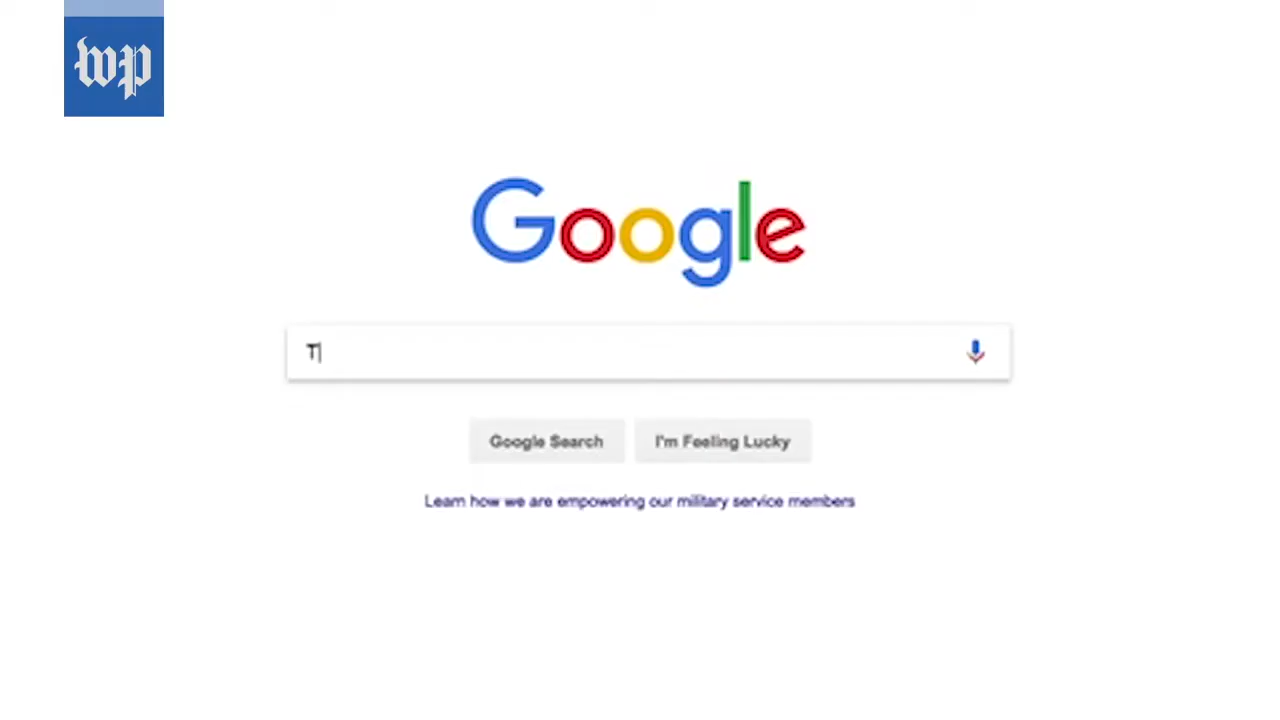 wp
Google
T
Google Search
I'm Feeling Lucky
Learn how we are empowering our military service members